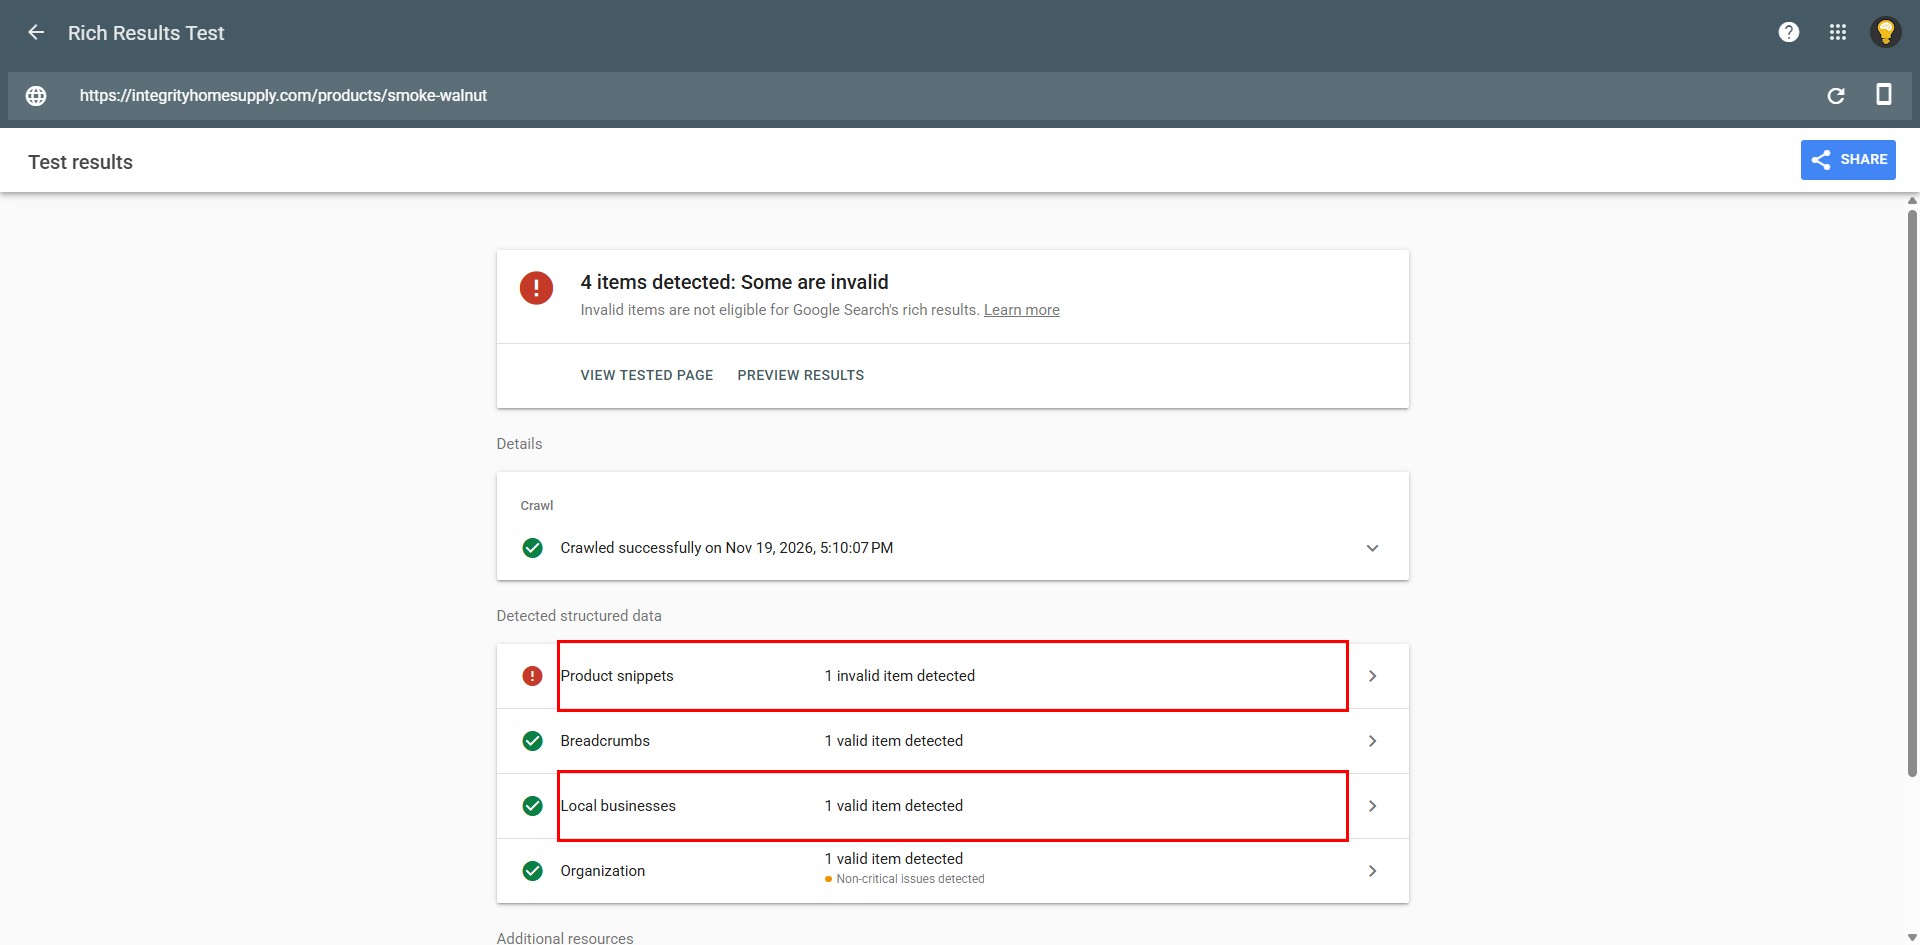 Rich Results Test
https://integrityhomesupply.com/products/smoke-walnut
Test results
SHARE
4 items detected: Some are invalid
Invalid items are not eligible for Google Search's rich results. Learn more
VIEW TESTED PAGE PREVIEW RESULTS
Details
Crawl
Crawled successfully on Nov 19, 2026, 5:10:07 PM
Detected structured data
Product snippets 1 invalid item detected
Breadcrumbs 1 valid item detected
Local businesses 1 valid item detected
Organization 1 valid item detected
Non-critical issues detected
Additional resources